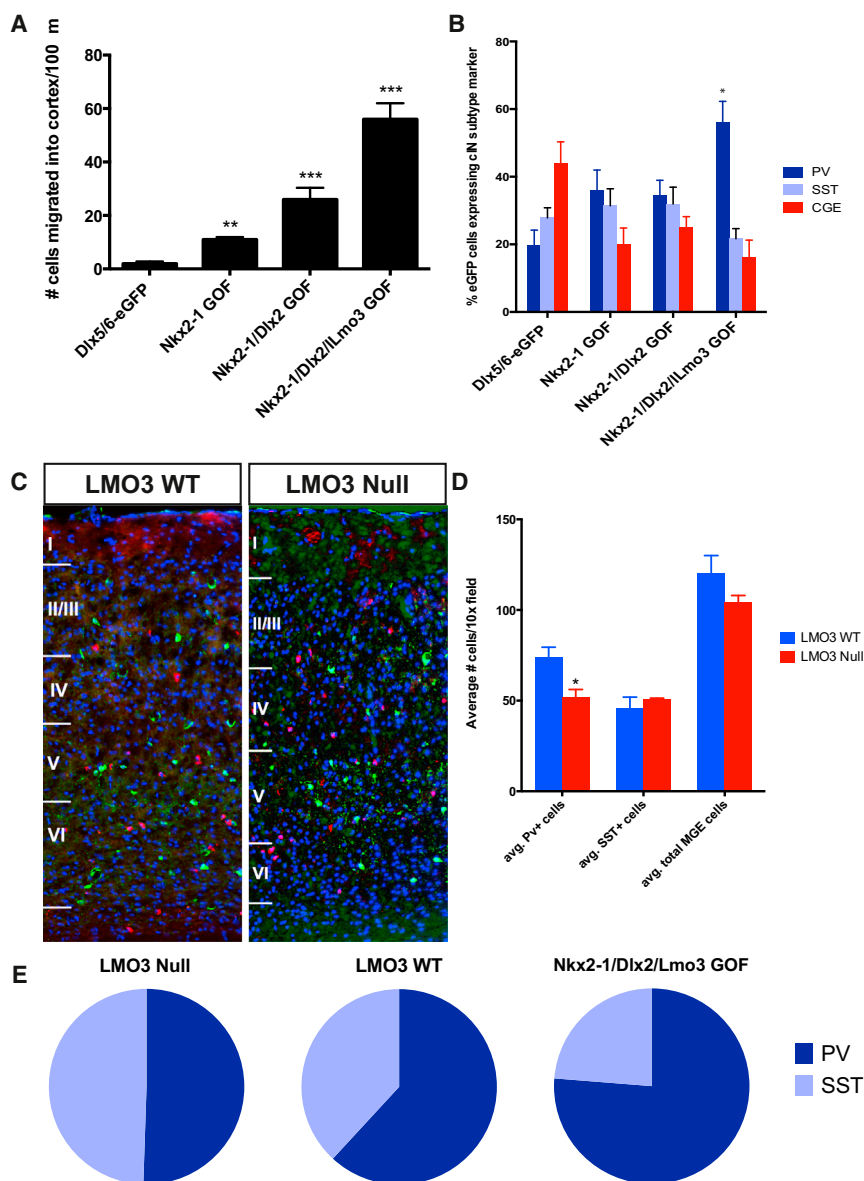 A
# cells migrated into cortex/100 m
80
60
40
20
0
**
***
***
Dlx5/6-eGFP
Nkx2-1 GOF
Nkx2-1/Dlx2 GOF
Nkx2-1/Dlx2/lLmo3 GOF
B
% eGFP cells expressing cIN subtype marker
80
60
40
20
0
*
Dlx5/6-eGFP
Nkx2-1 GOF
Nkx2-1/Dlx2 GOF
Nkx2-1/Dlx2/lLmo3 GOF
PV
SST
CGE
C
LMO3 WT
LMO3 Null
I
II/III
IV
V
VI
I
II/III
IV
V
VI
D
Average # cells/10x field
150
100
50
0
*
avg. Pv+ cells
avg. SST+ cells
avg. total MGE cells
LMO3 WT
LMO3 Null
E
LMO3 Null
LMO3 WT
Nkx2-1/Dlx2/Lmo3 GOF
PV
SST